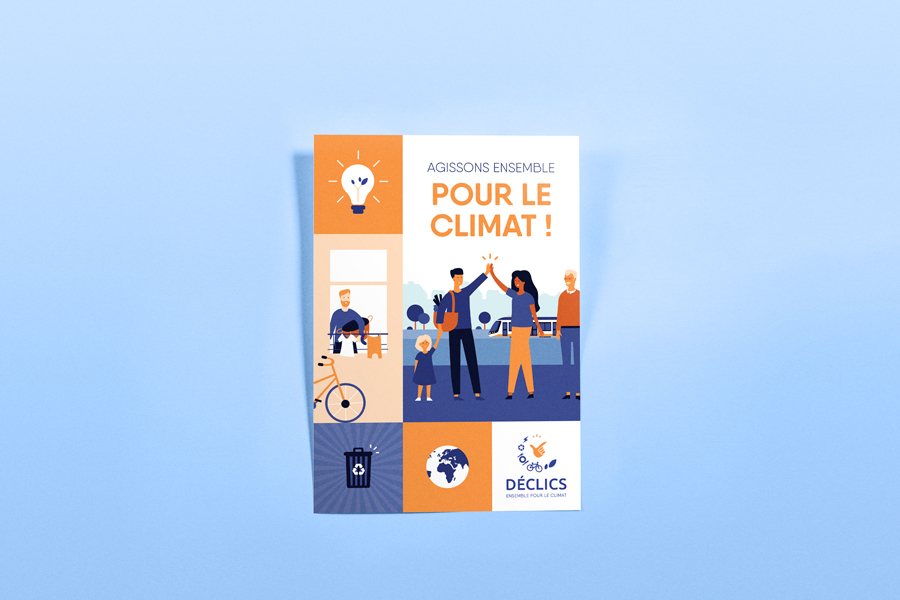 AGISSONS ENSEMBLE
POUR LE
CLIMAT !
DÉCLICS
ENSEMBLE POUR LE CLIMAT